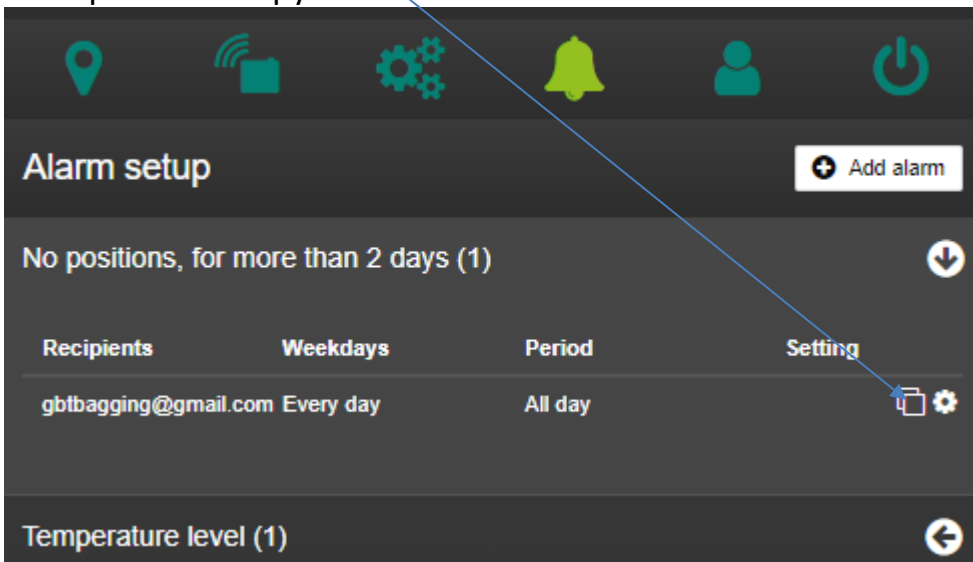 Alarm setup
Add alarm
No positions, for more than 2 days (1)
Recipients Weekdays Period Setting
gbtbagging@gmail.com Every day All day
Temperature level (1)